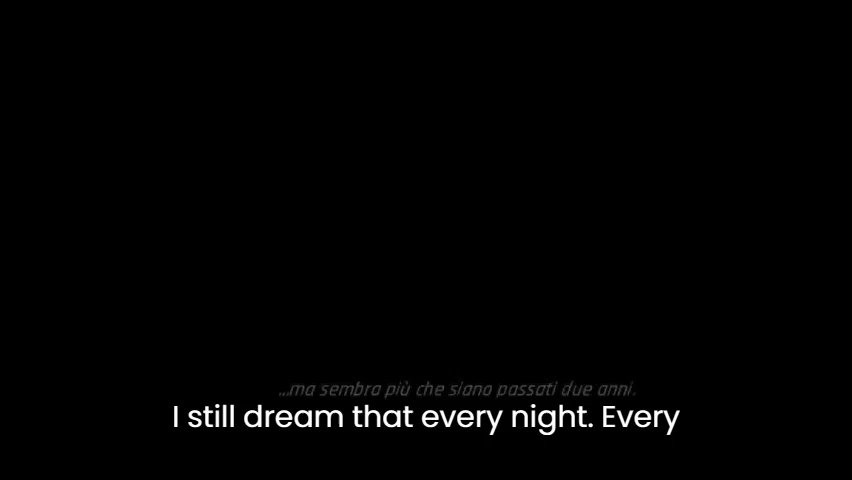 ...ma sembra più che siano passati due anni.
I still dream that every night. Every